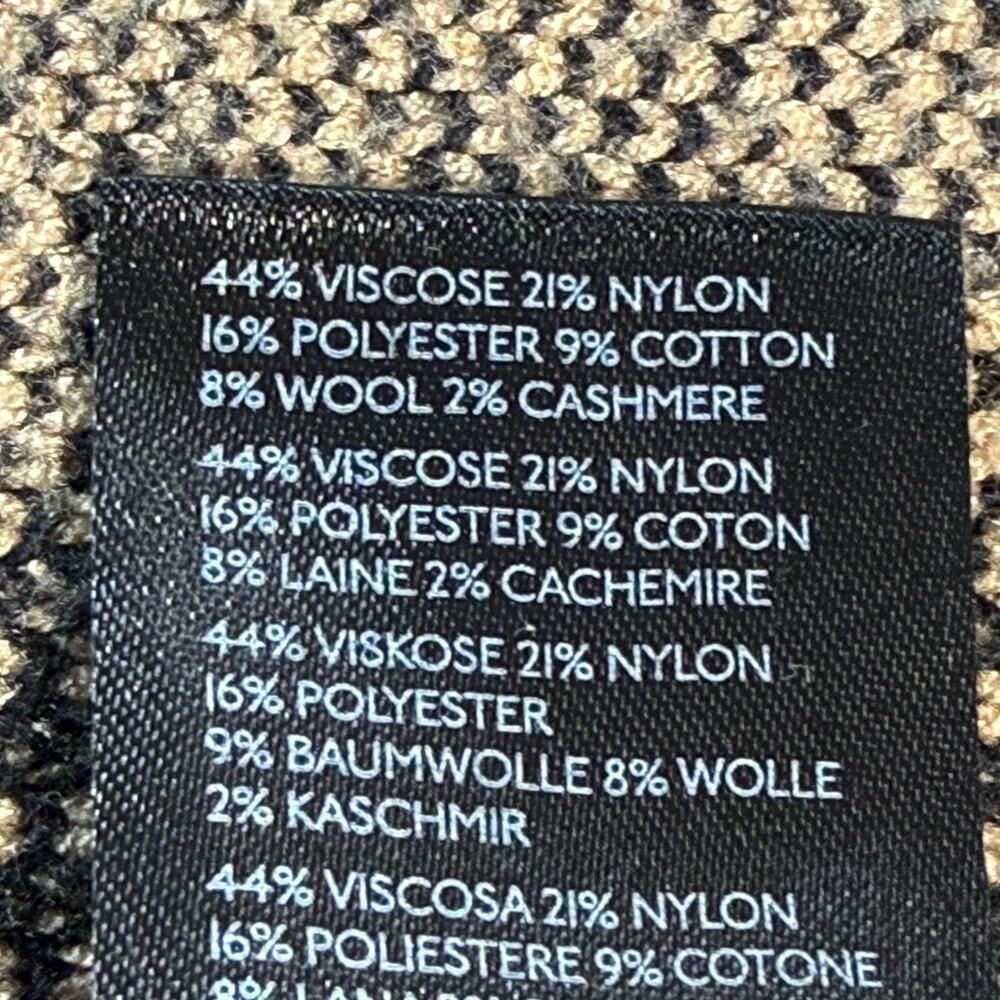 44% VISCOSE 21% NYLON
16% POLYESTER 9% COTTON
8% WOOL 2% CASHMERE
44% VISCOSE 21% NYLON
16% POLYESTER 9% COTON
8% LAINE 2% CACHEMIRE
44% VISKOSE 21% NYLON
16% POLYESTER
9% BAUMWOLLE 8% WOLLE
2% KASCHMIR
44% VISCOSA 21% NYLON
16% POLIESTERE 9% COTONE
8% LANA